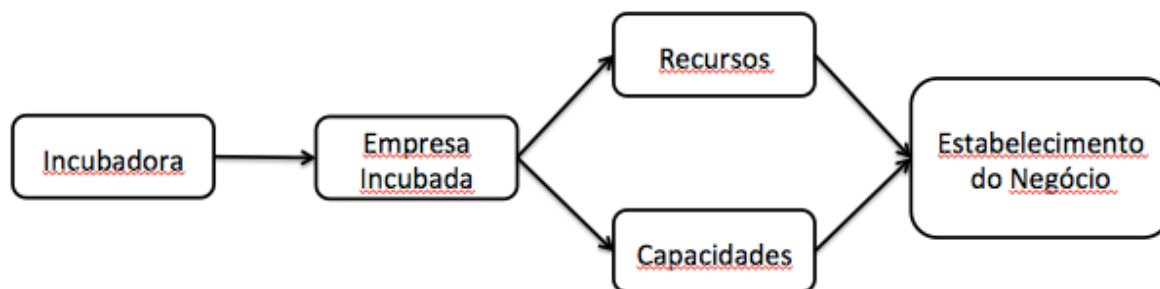 Incubadora
Empresa
Incubada
Recursos
Capacidades
Estabelecimento
do Negócio